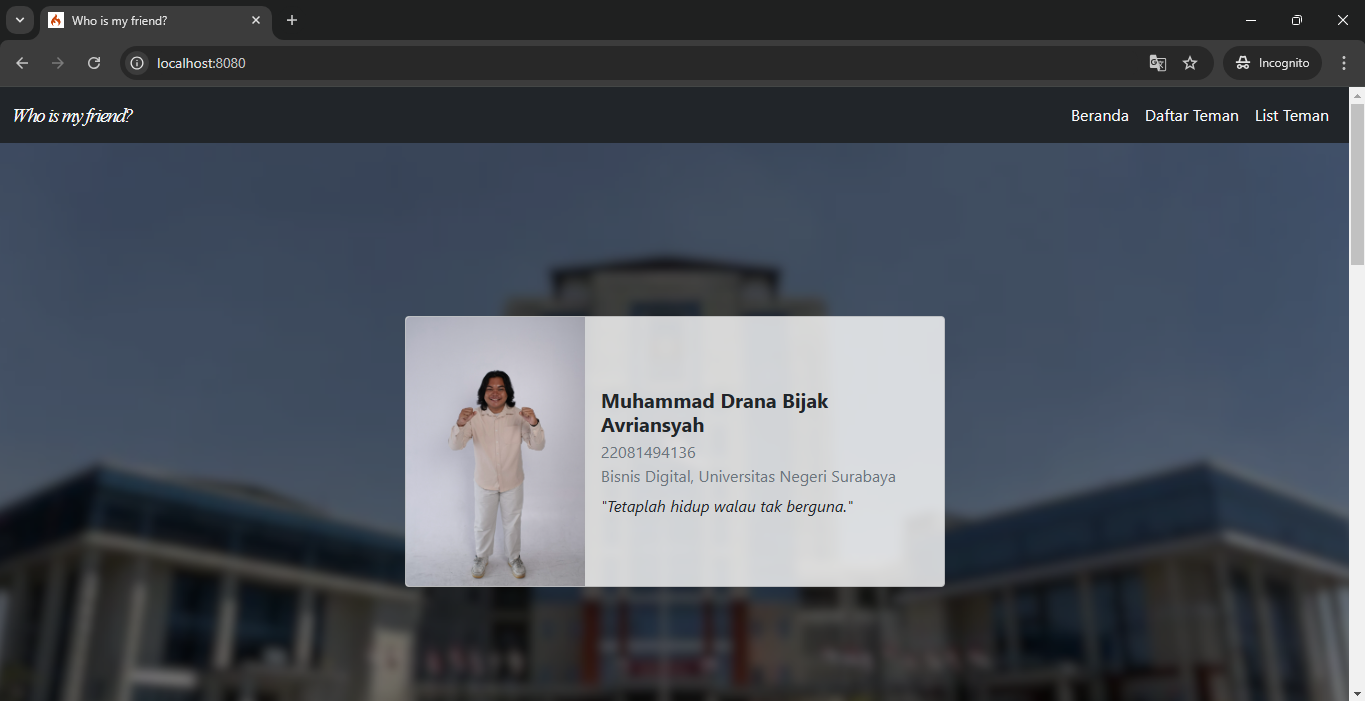 Who is my friend?
localhost:8080
Incognito
Who is my friend?
Beranda Daftar Teman List Teman
Muhammad Drana Bijak
Avriansyah
22081494136
Bisnis Digital, Universitas Negeri Surabaya
"Tetaplah hidup walau tak berguna."